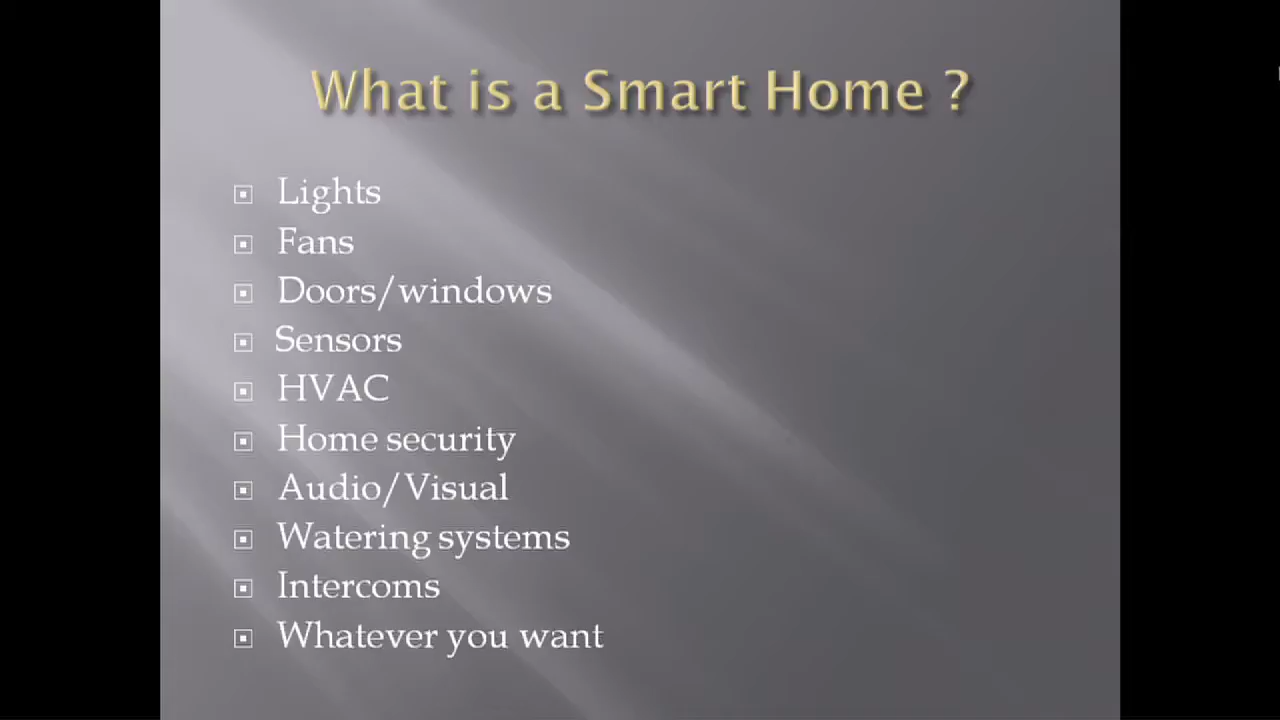 What is a Smart Home ?
Lights
Fans
Doors/windows
Sensors
HVAC
Home security
Audio/Visual
Watering systems
Intercoms
Whatever you want